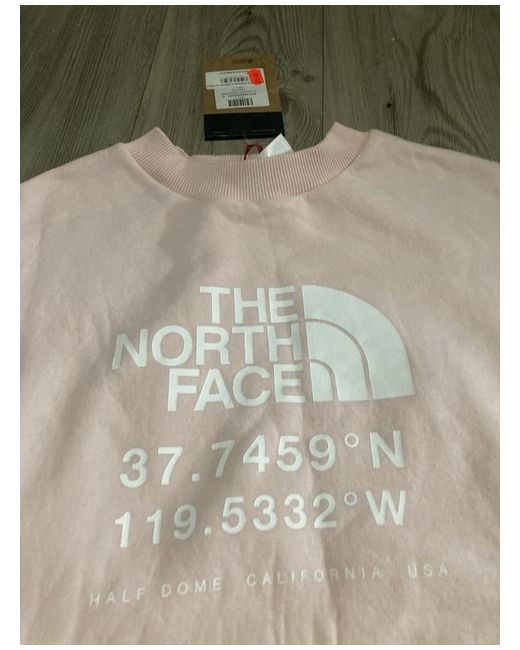 THE
NORTH
FACE
37.7459°N
119.5332°W
HALF DOME CALIFORNIA USA